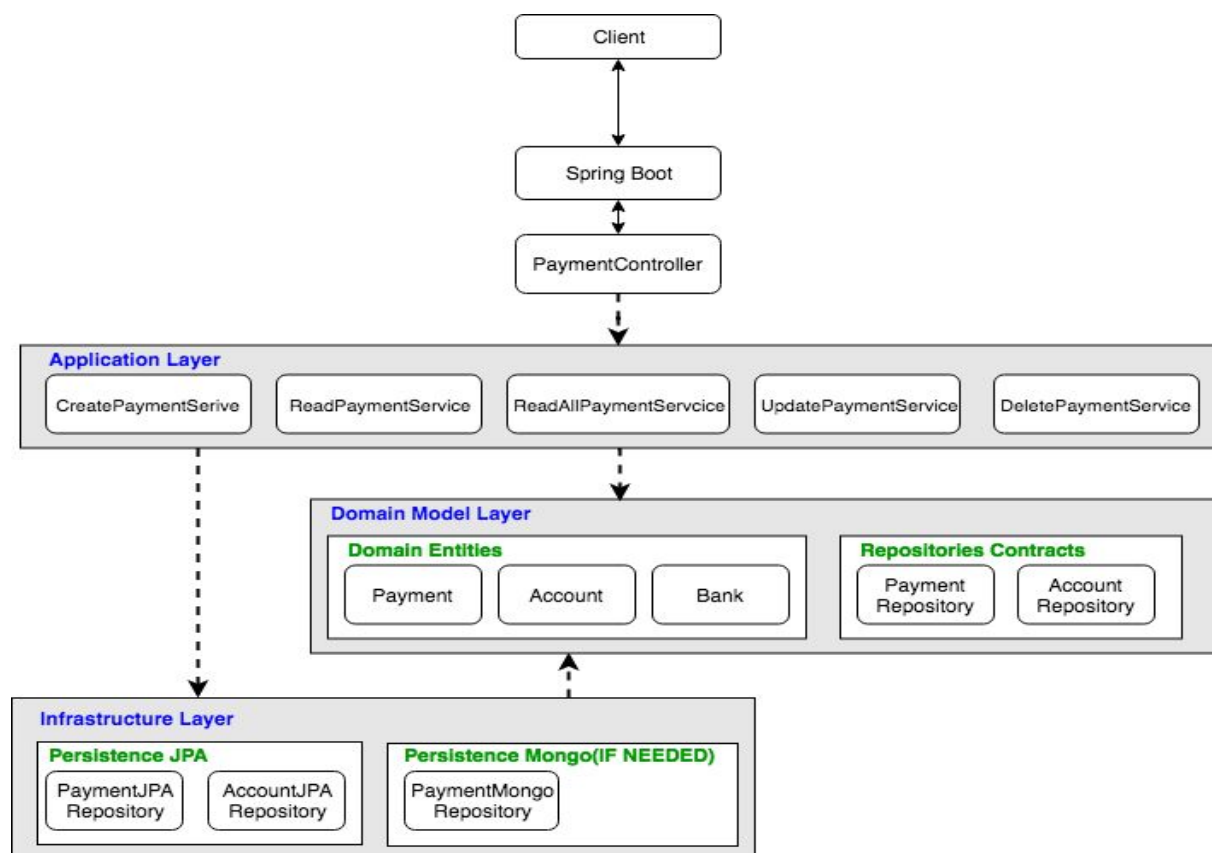 Client
Spring Boot
PaymentController
Application Layer
CreatePaymentSerive
ReadPaymentService
ReadAllPaymentServcice
UpdatePaymentService
DeletePaymentService
Domain Model Layer
Domain Entities
Payment
Account
Bank
Repositories Contracts
Payment
Repository
Account
Repository
Infrastructure Layer
Persistence JPA
PaymentJPA
Repository
AccountJPA
Repository
Persistence Mongo(IF NEEDED)
PaymentMongo
Repository